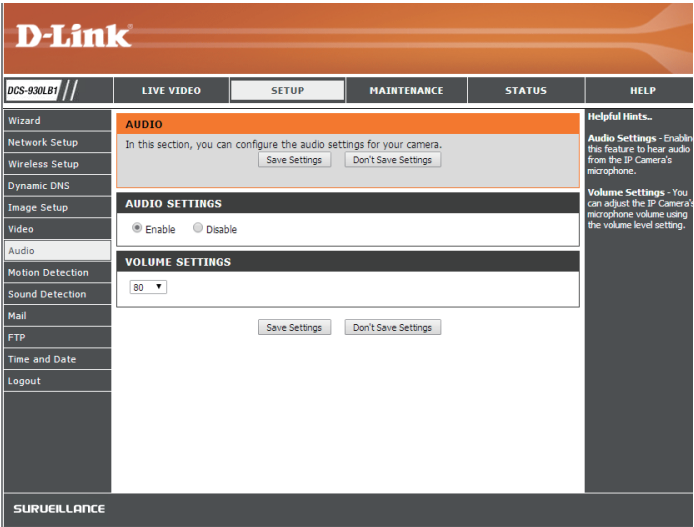 D-Link
DCS-930LB1
LIVE VIDEO
SETUP
MAINTENANCE
STATUS
HELP
Wizard
Network Setup
Wireless Setup
Dynamic DNS
Image Setup
Video
Audio
Motion Detection
Sound Detection
Mail
FTP
Time and Date
Logout
AUDIO
In this section, you can configure the audio settings for your camera.
Save Settings
Don't Save Settings
AUDIO SETTINGS
Enable
Disable
VOLUME SETTINGS
80
Save Settings
Don't Save Settings
Helpful Hints..
Audio Settings - Enablin
this feature to hear audio
from the IP Camera's
microphone.
Volume Settings - You
can adjust the IP Camera's
microphone volume using
the volume level setting.
SURVEILLANCE